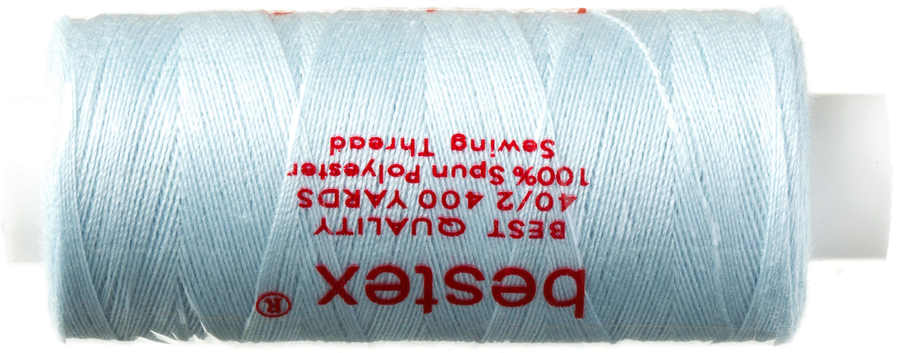 bestex ®
BEST QUALITY
40/2 400 YARDS
100% Spun Polyester
Sewing Thread